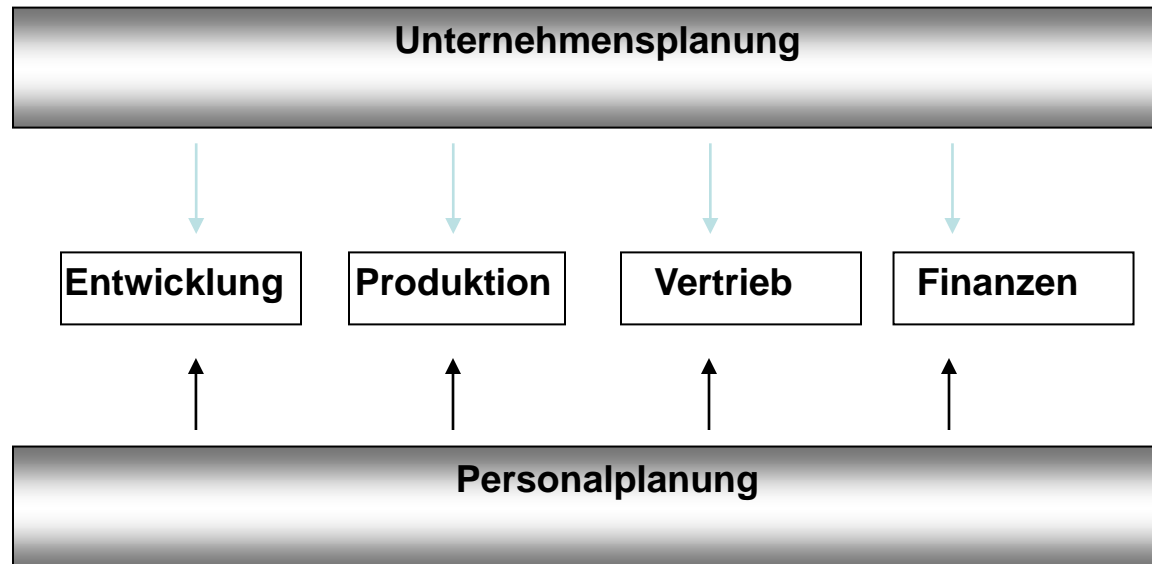 Unternehmensplanung
Entwicklung Produktion Vertrieb Finanzen
Personalplanung